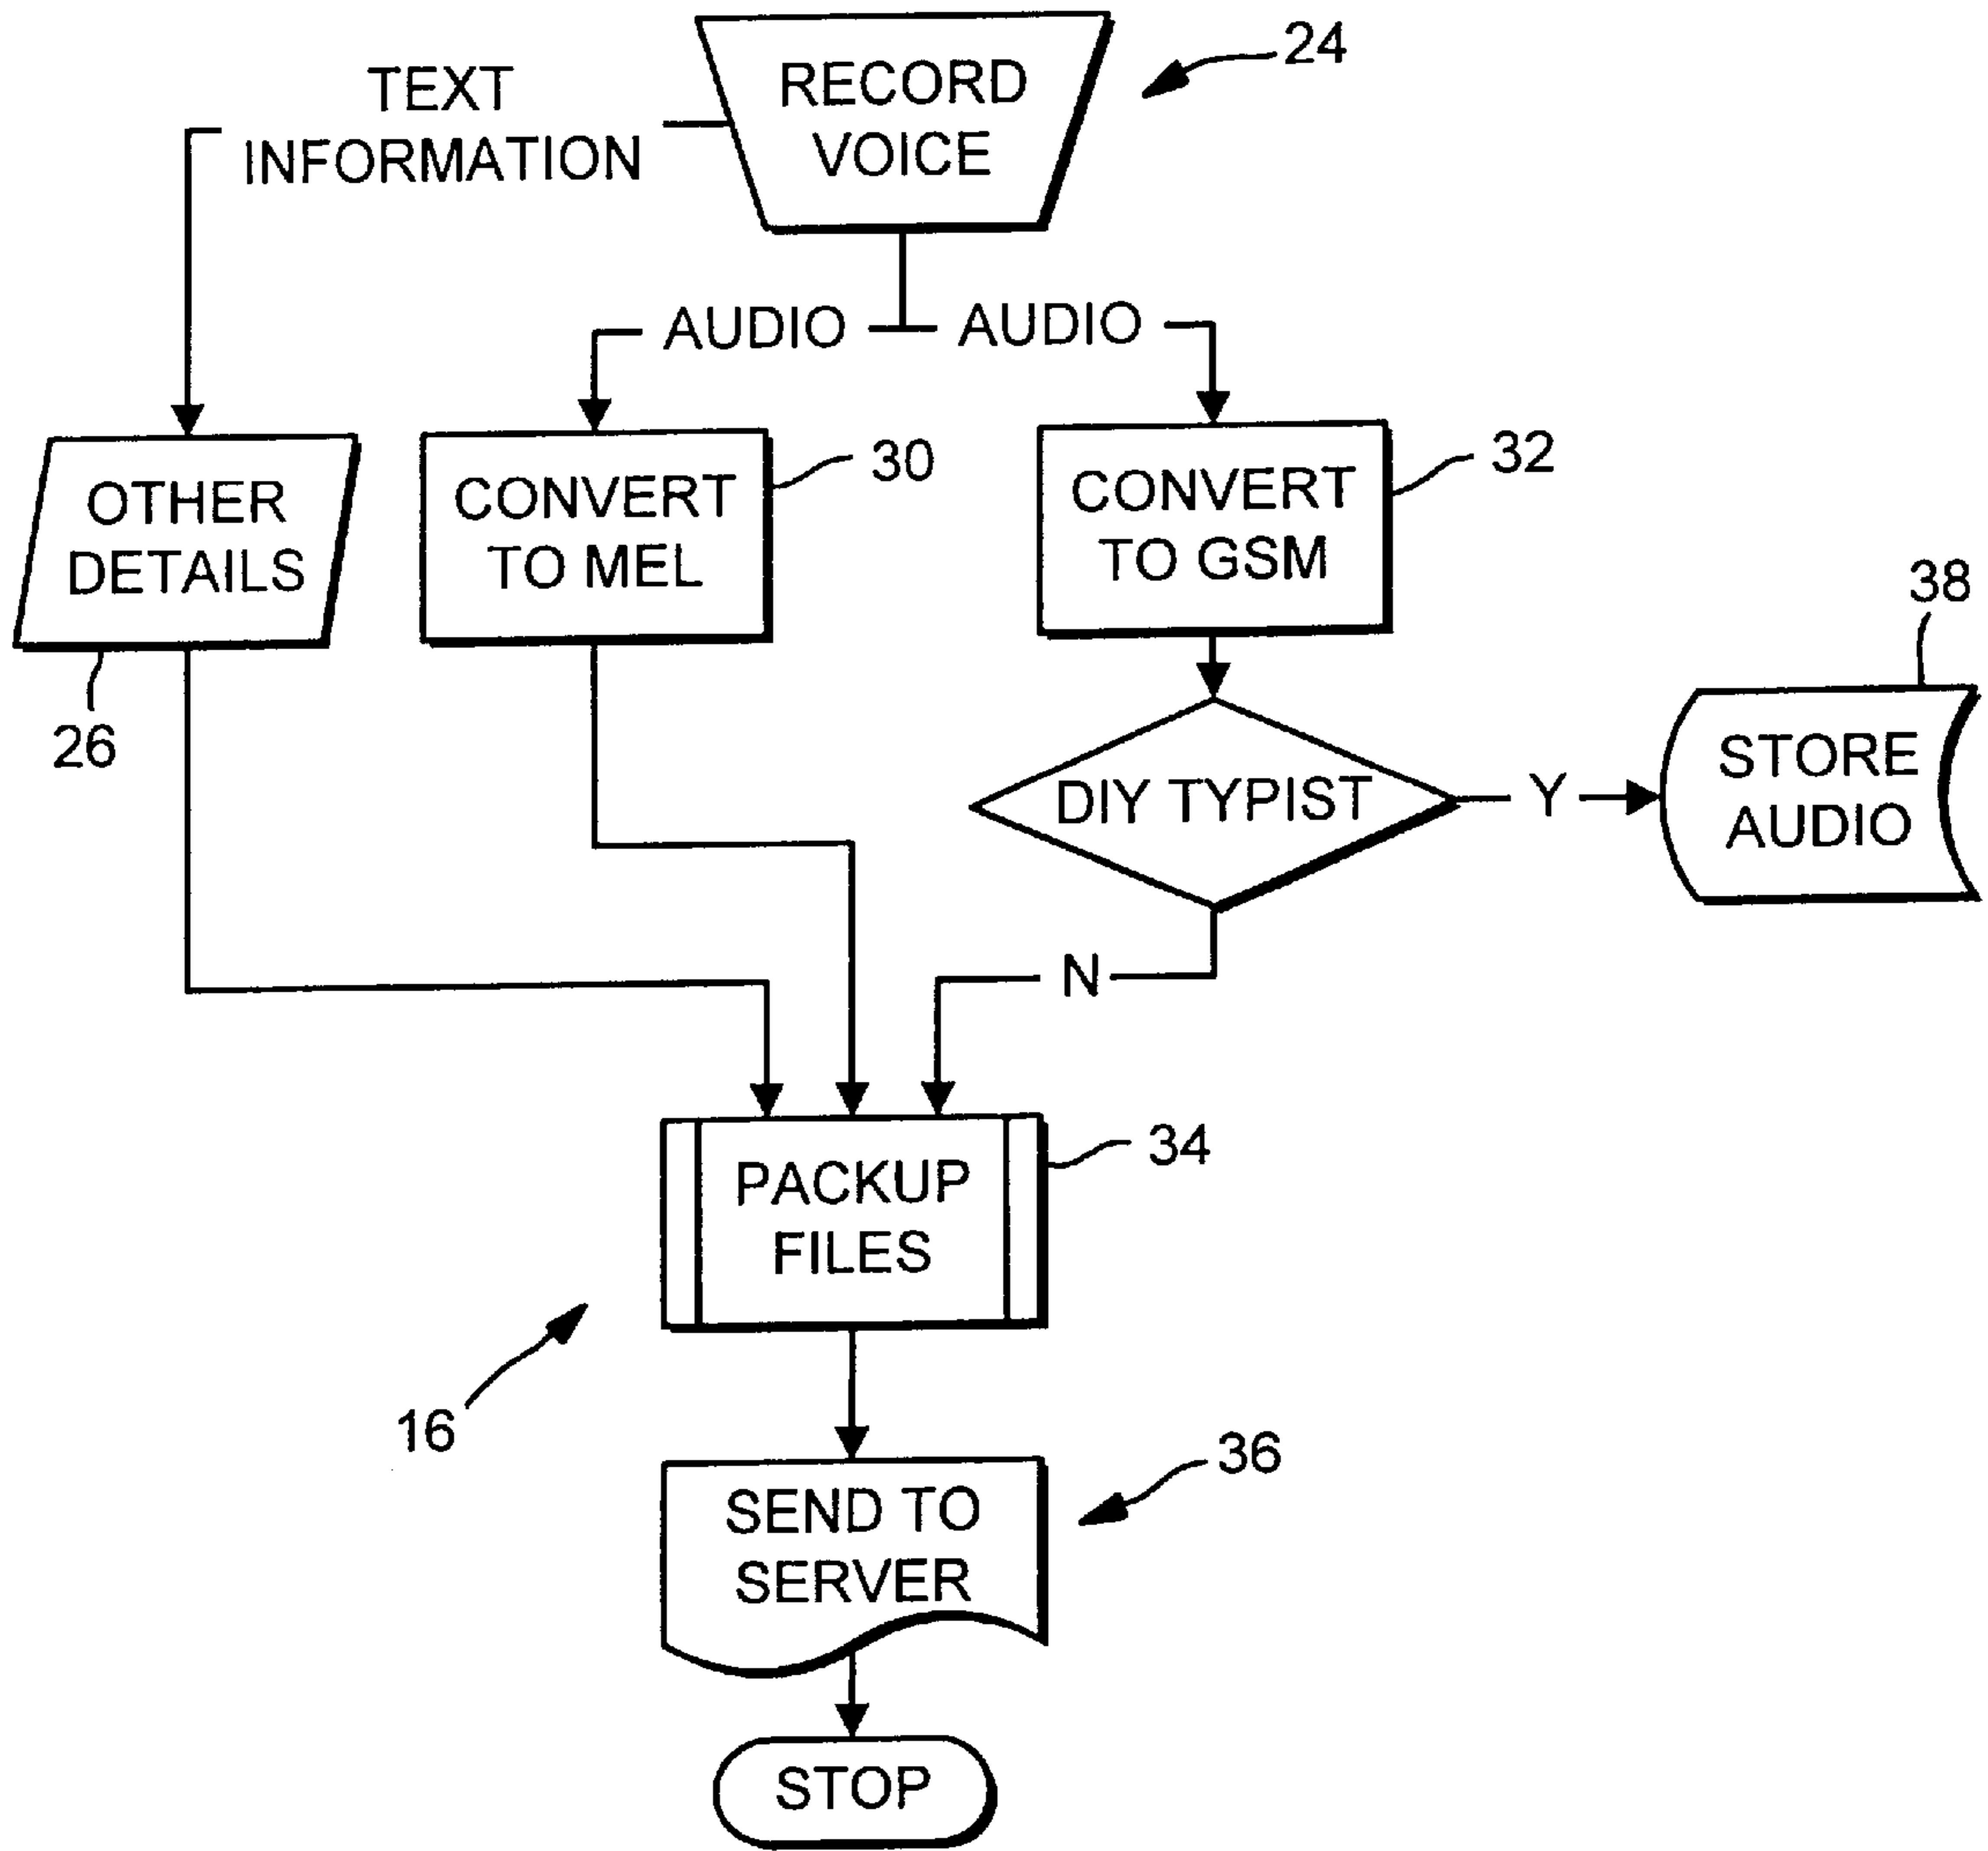 24
RECORD
VOICE
TEXT
INFORMATION
AUDIO
AUDIO
OTHER
DETAILS
26
CONVERT
TO MEL
30
CONVERT
TO GSM
32
38
DIY TYPIST
Y
STORE
AUDIO
N
PACKUP
FILES
34
16
SEND TO
SERVER
36
STOP